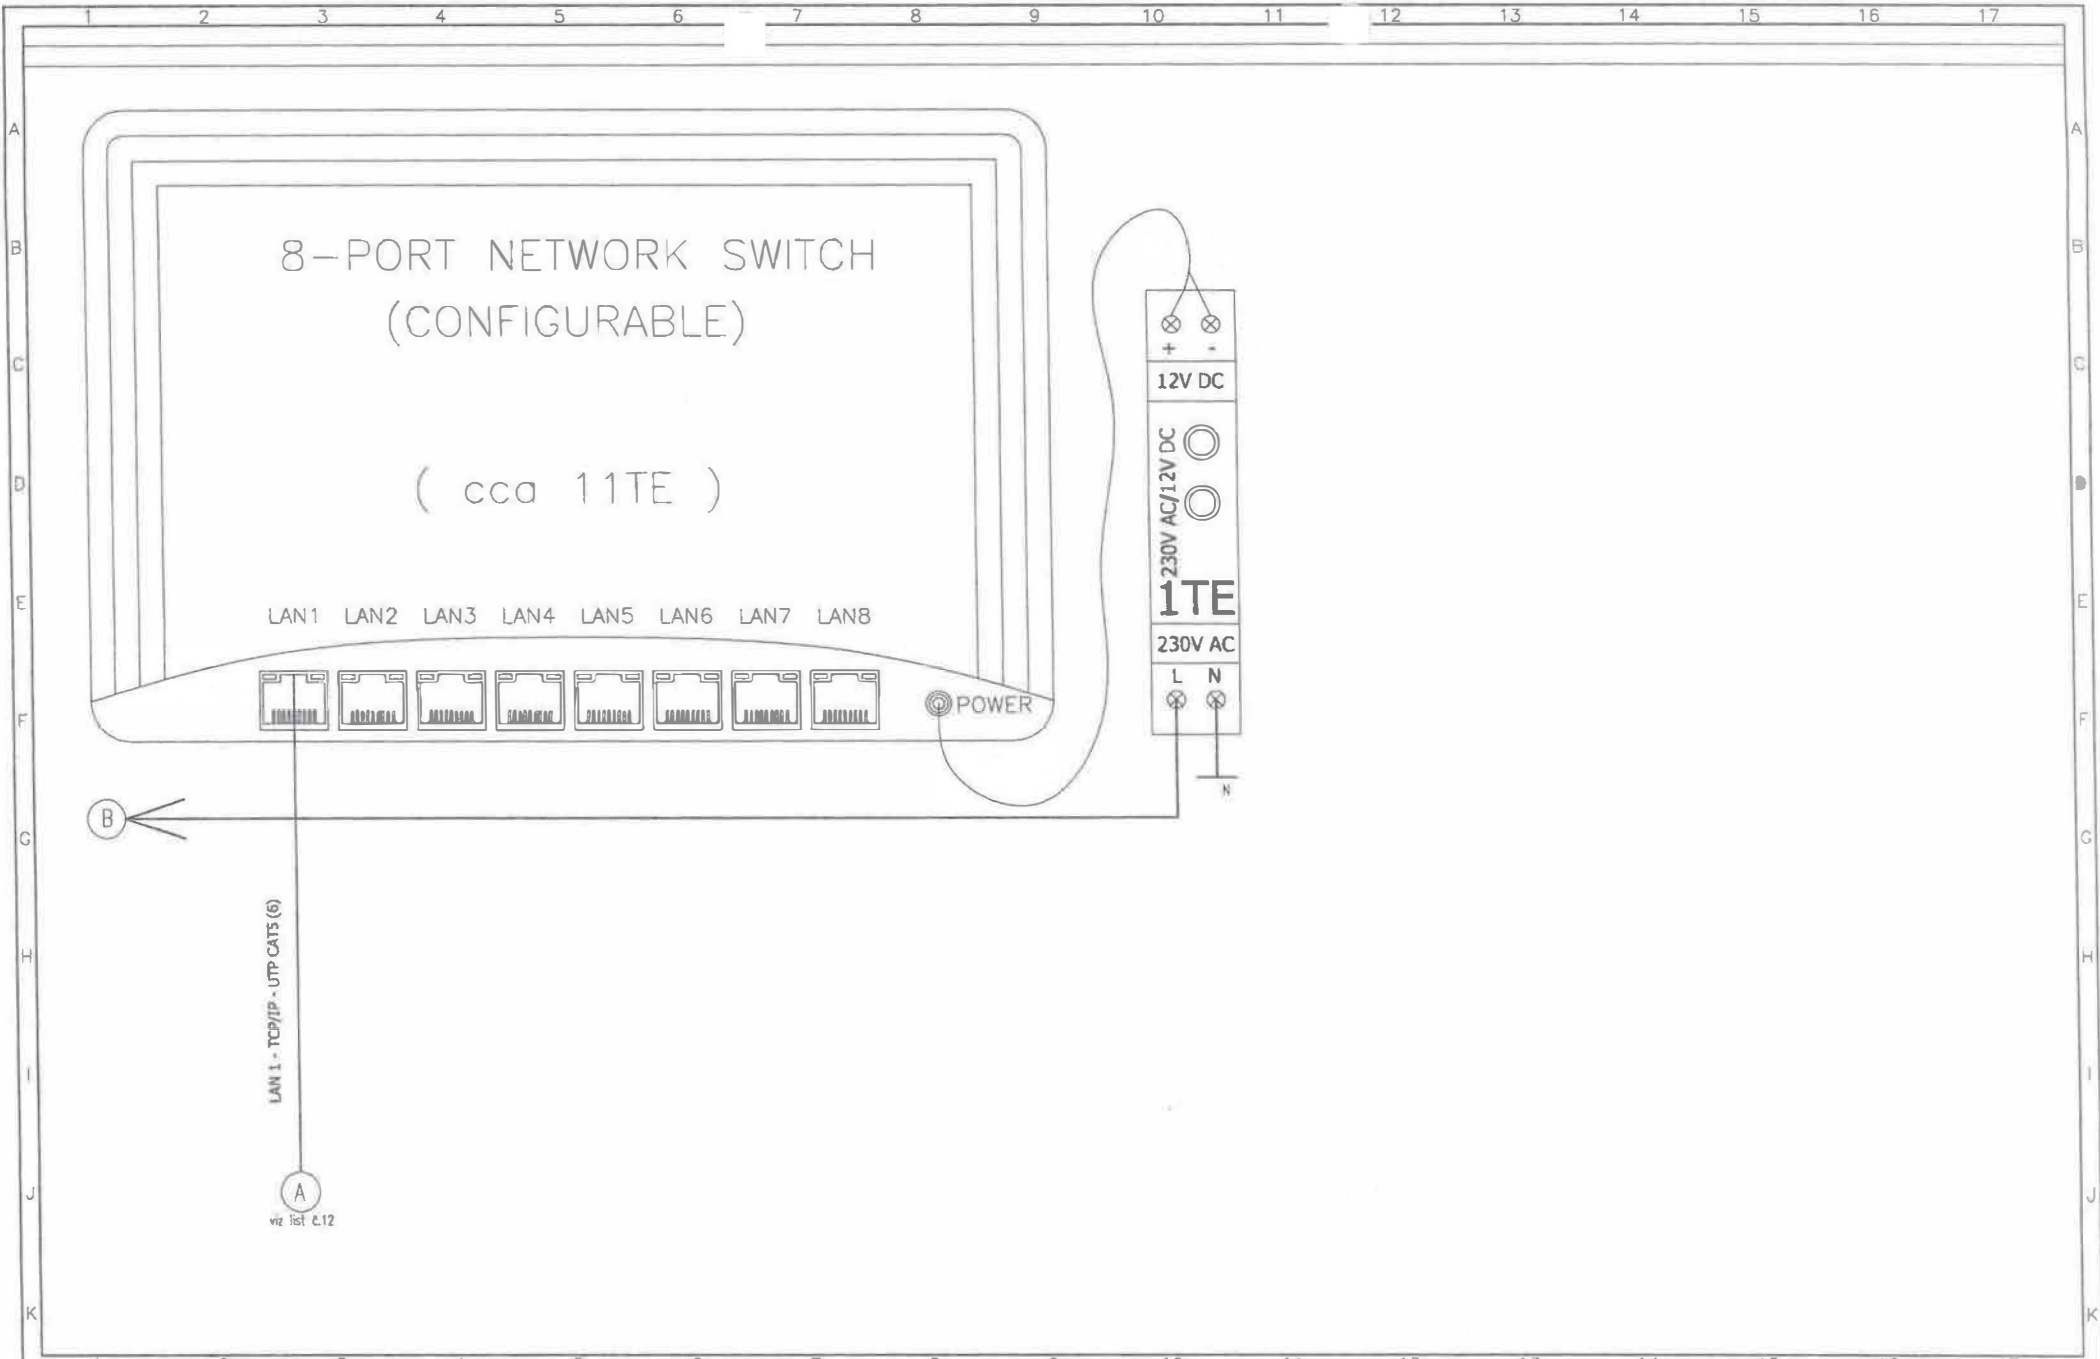 1 2 3 4 5 6 7 8 9 10 11 12 13 14 15 16 17
A A
B B
C C
D
E E
F F
G G
H H
I I
J J
K K
8-PORT NETWORK SWITCH
(CONFIGURABLE)
( cca 11TE )
LAN1 LAN2 LAN3 LAN4 LAN5 LAN6 LAN7 LAN8
POWER
+ -
12V DC
230V AC/12V DC
1TE
230V AC
L N
N
B
LAN 1 - TCP/IP - UTP CAT5 (6)
A
viz list č.12